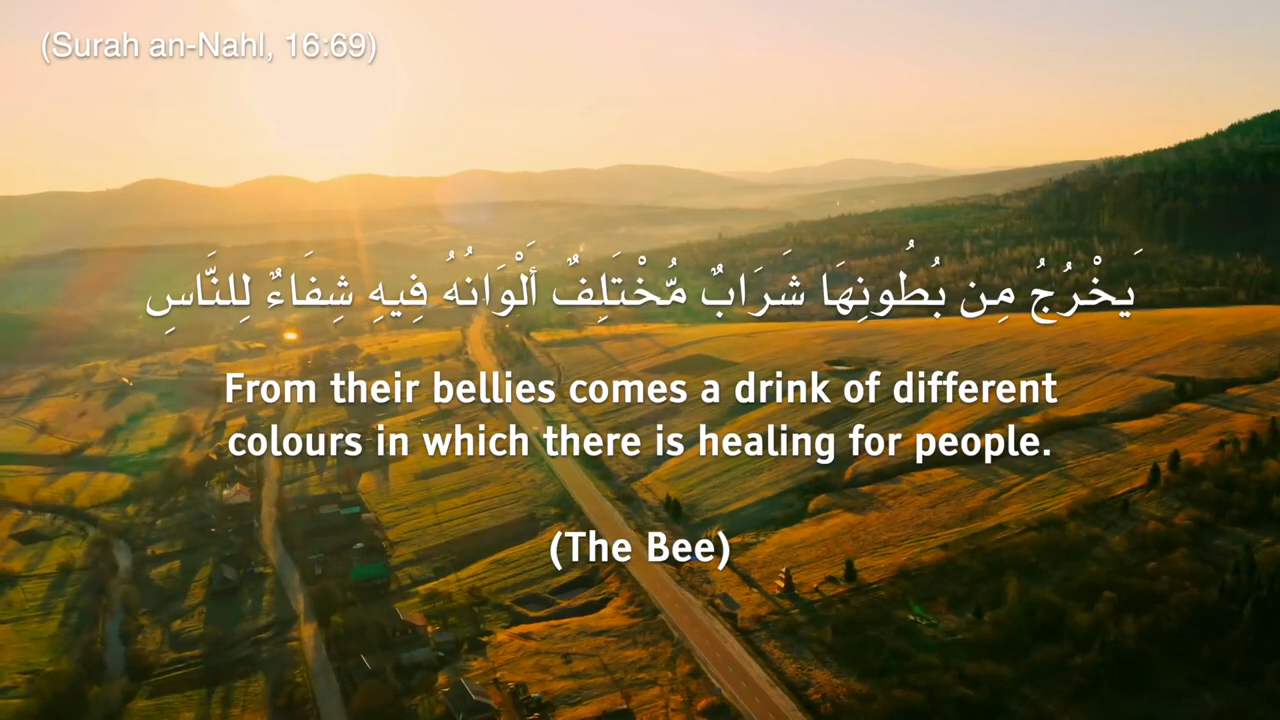 (Surah an-Nahl, 16:69)
يَخْرُجُ مِن بُطُونِهَا شَرَابٌ مُّخْتَلِفٌ أَلْوَانُهُ فِيهِ شِفَاءٌ لِلنَّاسِ
From their bellies comes a drink of different
colours in which there is healing for people.
(The Bee)